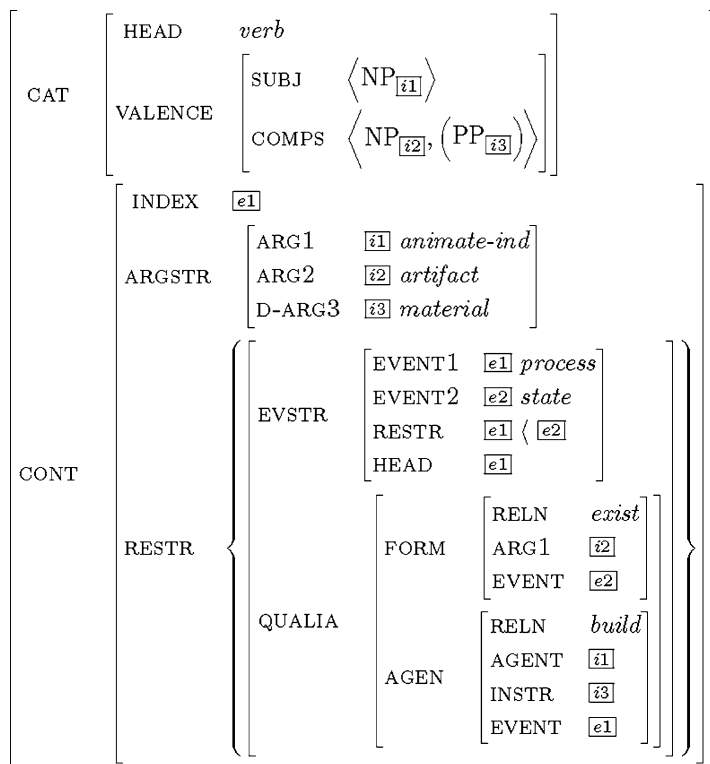 HEAD verb
CAT
VALENCE
SUBJ ⟨NP[i1]⟩
COMPS ⟨NP[i2], (PP[i3])⟩
INDEX [e1]
ARGSTR
ARG1 [i1] animate-ind
ARG2 [i2] artifact
D-ARG3 [i3] material
CONT
RESTR
EVSTR
EVENT1 [e1] process
EVENT2 [e2] state
RESTR [e1] ⟨ [e2]
HEAD [e1]
QUALIA
FORM
RELN exist
ARG1 [i2]
EVENT [e2]
AGEN
RELN build
AGENT [i1]
INSTR [i3]
EVENT [e1]